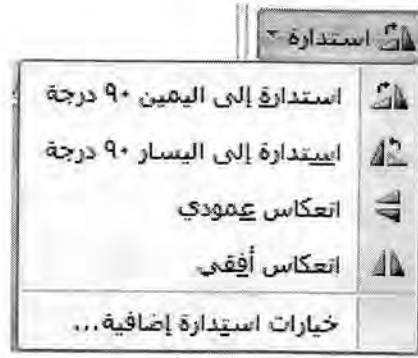 استدارة
استدارة إلى اليمين ٩٠ درجة
استدارة إلى اليسار ٩٠ درجة
انعكاس عمودي
انعكاس أفقي
خيارات استدارة إضافية...